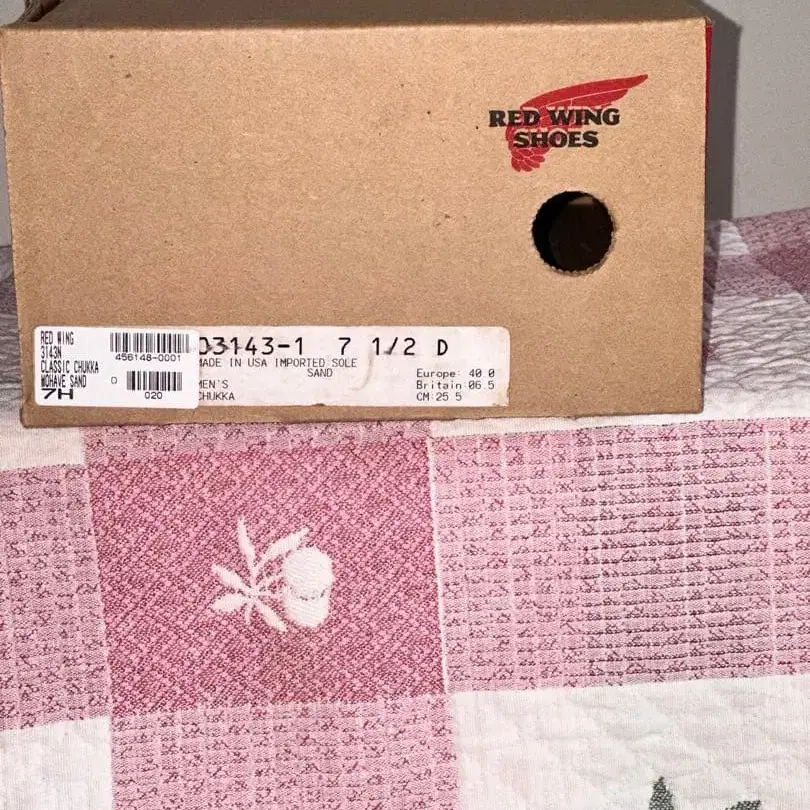 RED WING
SHOES
RED WING
3143N
CLASSIC CHUKKA
MOHAVE SAND
7H
456148-0001
D
020
03143-1 7 1/2 D
MADE IN USA IMPORTED SOLE
SAND
MEN'S
CHUKKA
Europe: 40 0
Britain:06 5
CM:25 5